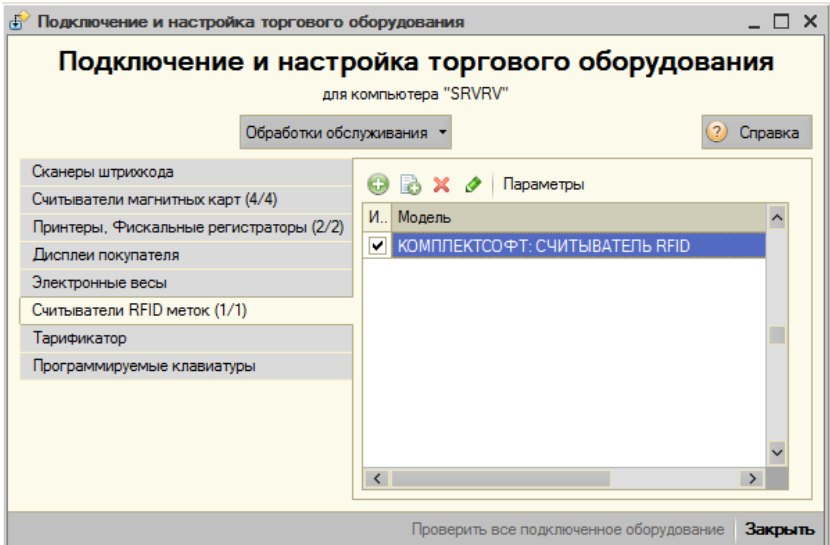 Подключение и настройка торгового оборудования
Подключение и настройка торгового оборудования
для компьютера "SRVRV"
Обработки обслуживания
? Справка
Сканеры штрихкода
Считыватели магнитных карт (4/4)
Принтеры, Фискальные регистраторы (2/2)
Дисплеи покупателя
Электронные весы
Считыватели RFID меток (1/1)
Тарификатор
Программируемые клавиатуры
Параметры
И.. Модель
КОМПЛЕКТСОФТ: СЧИТЫВАТЕЛЬ RFID
Проверить все подключенное оборудование
Закрыть